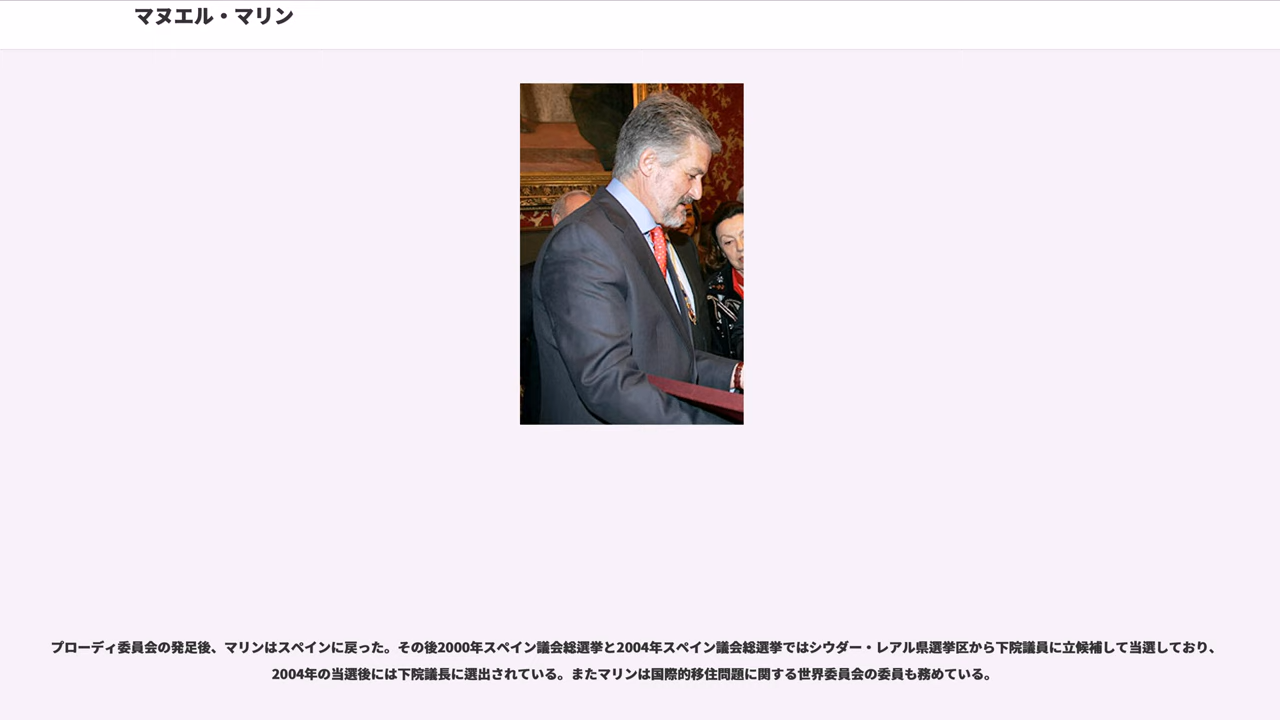 マヌエル・マリン
プローディ委員会の発足後、マリンはスペインに戻った。その後2000年スペイン議会総選挙と2004年スペイン議会総選挙ではシウダー・レアル県選挙区から下院議員に立候補して当選しており、
2004年の当選後には下院議長に選出されている。またマリンは国際的移住問題に関する世界委員会の委員も務めている。